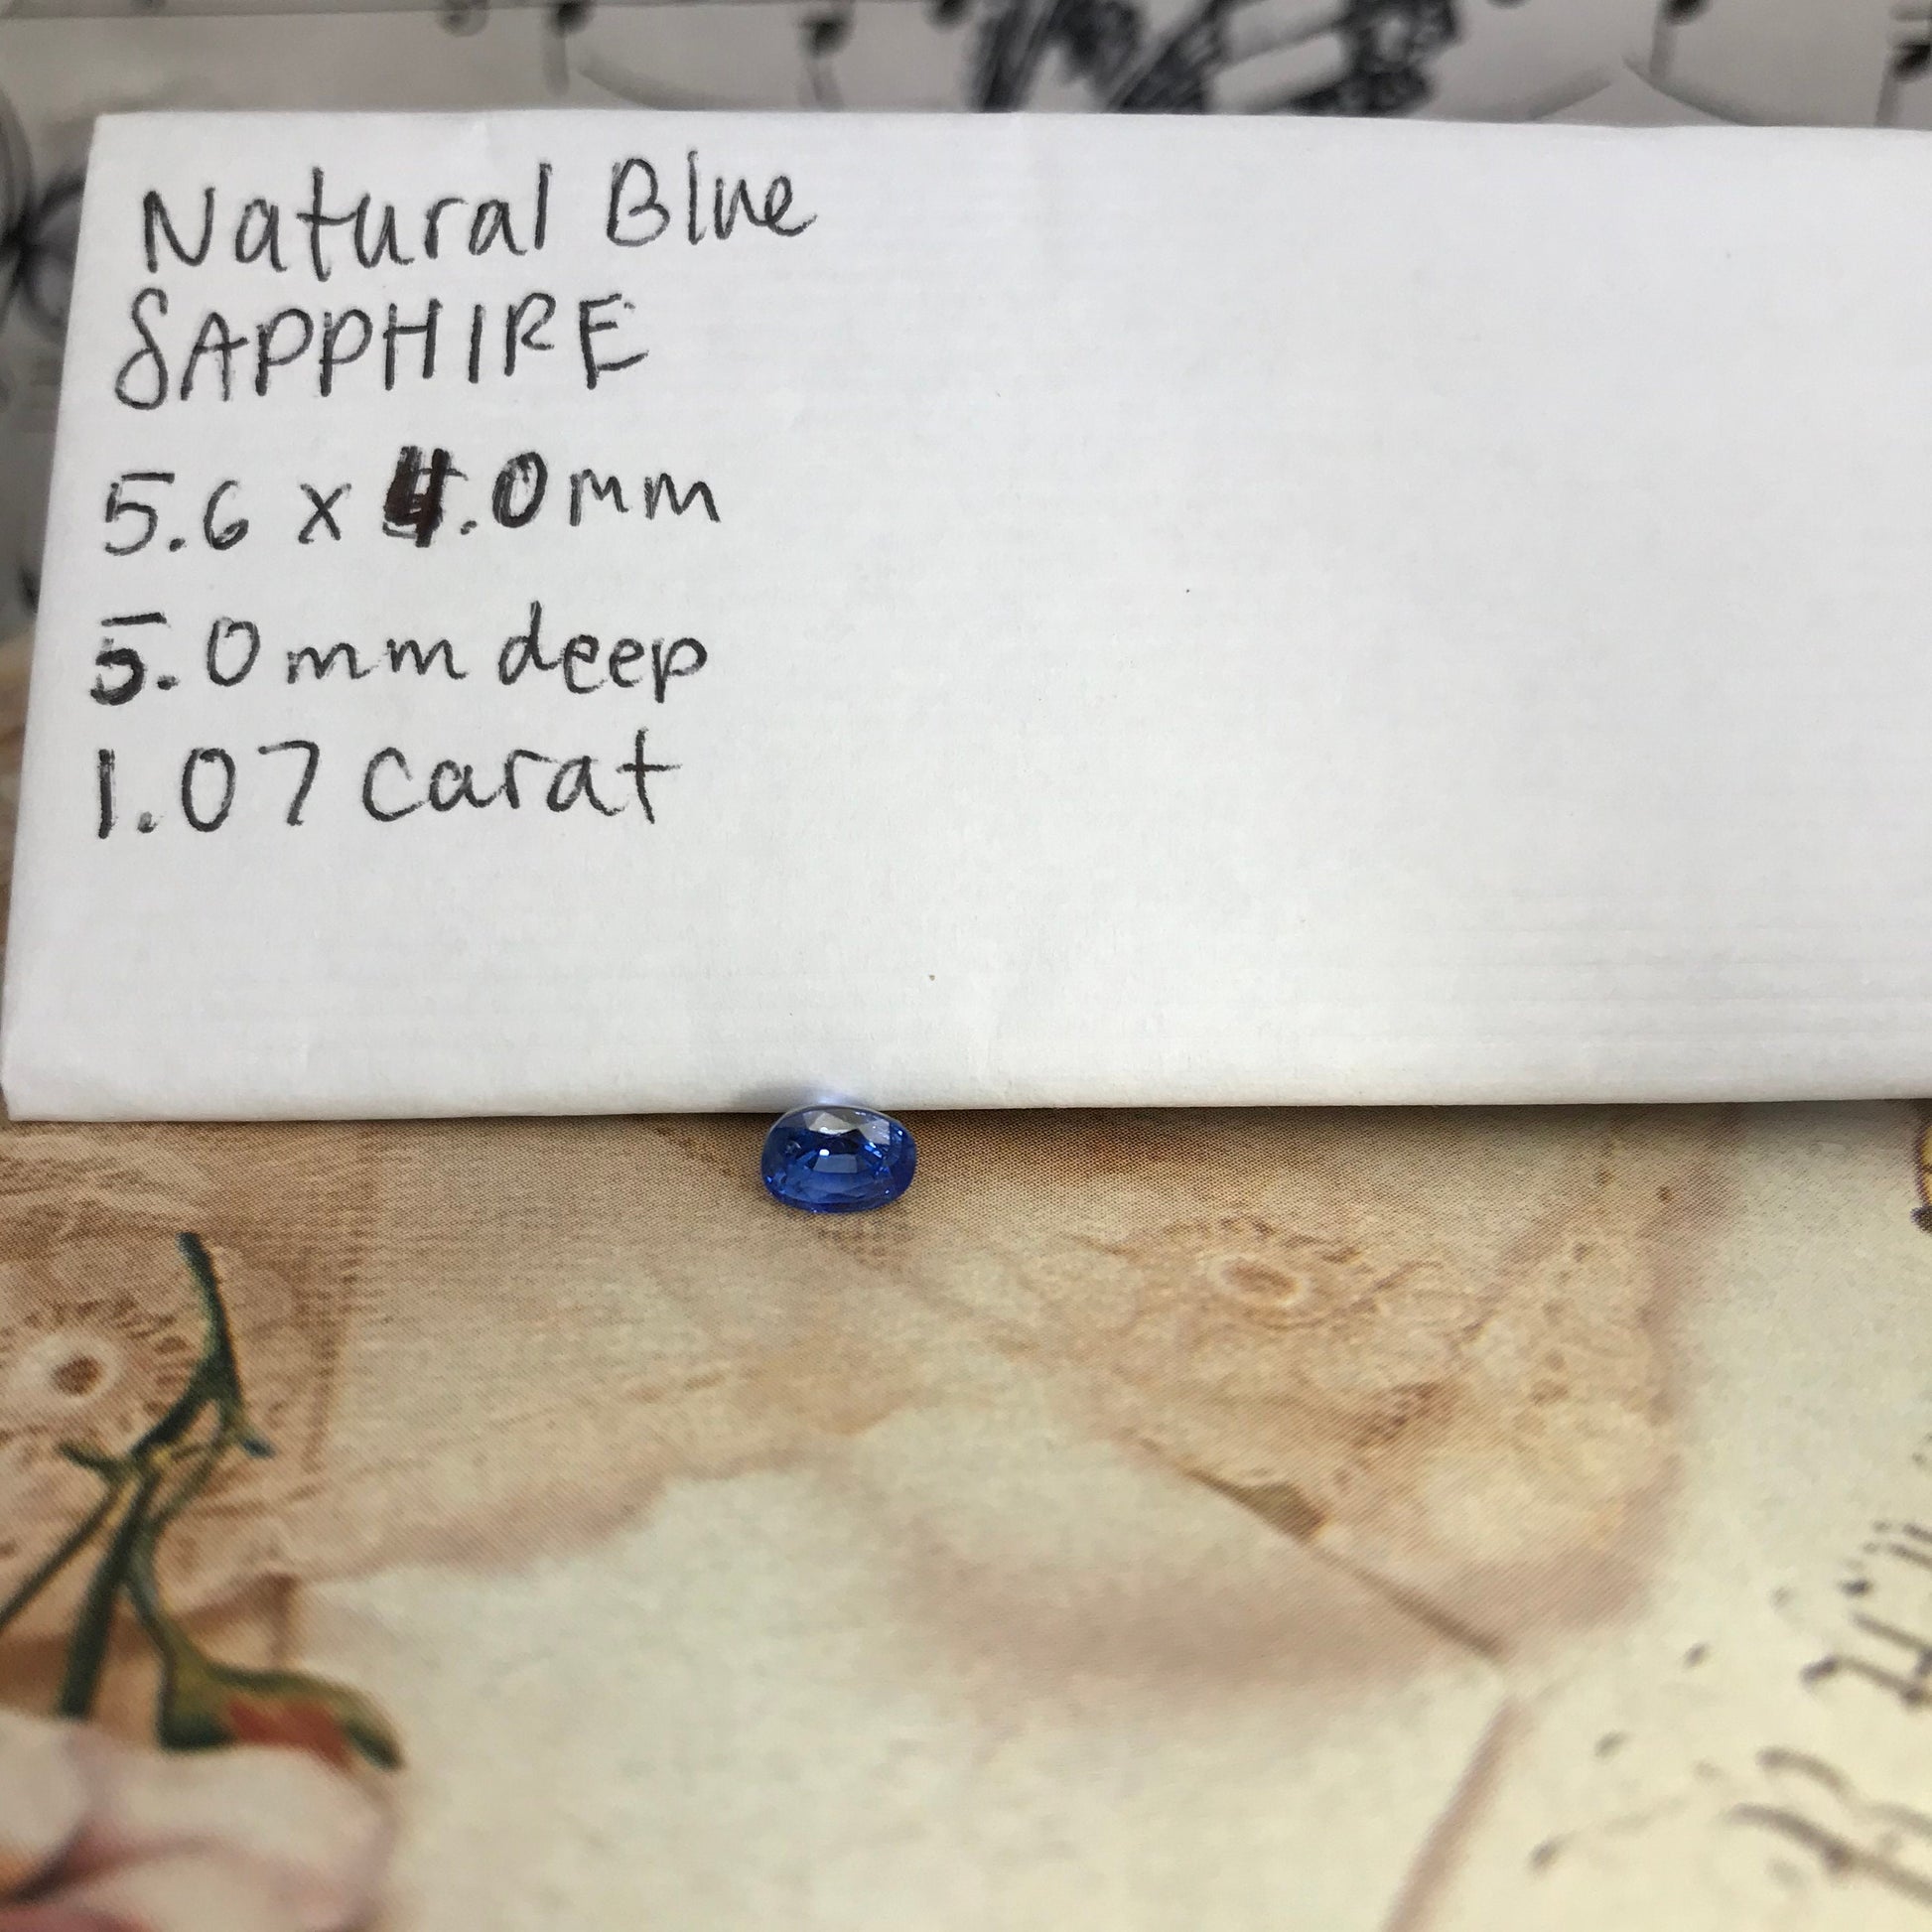 Natural Blue
SAPPHIRE
5.6 x 4.0mm
5.0mm deep
1.07 carat